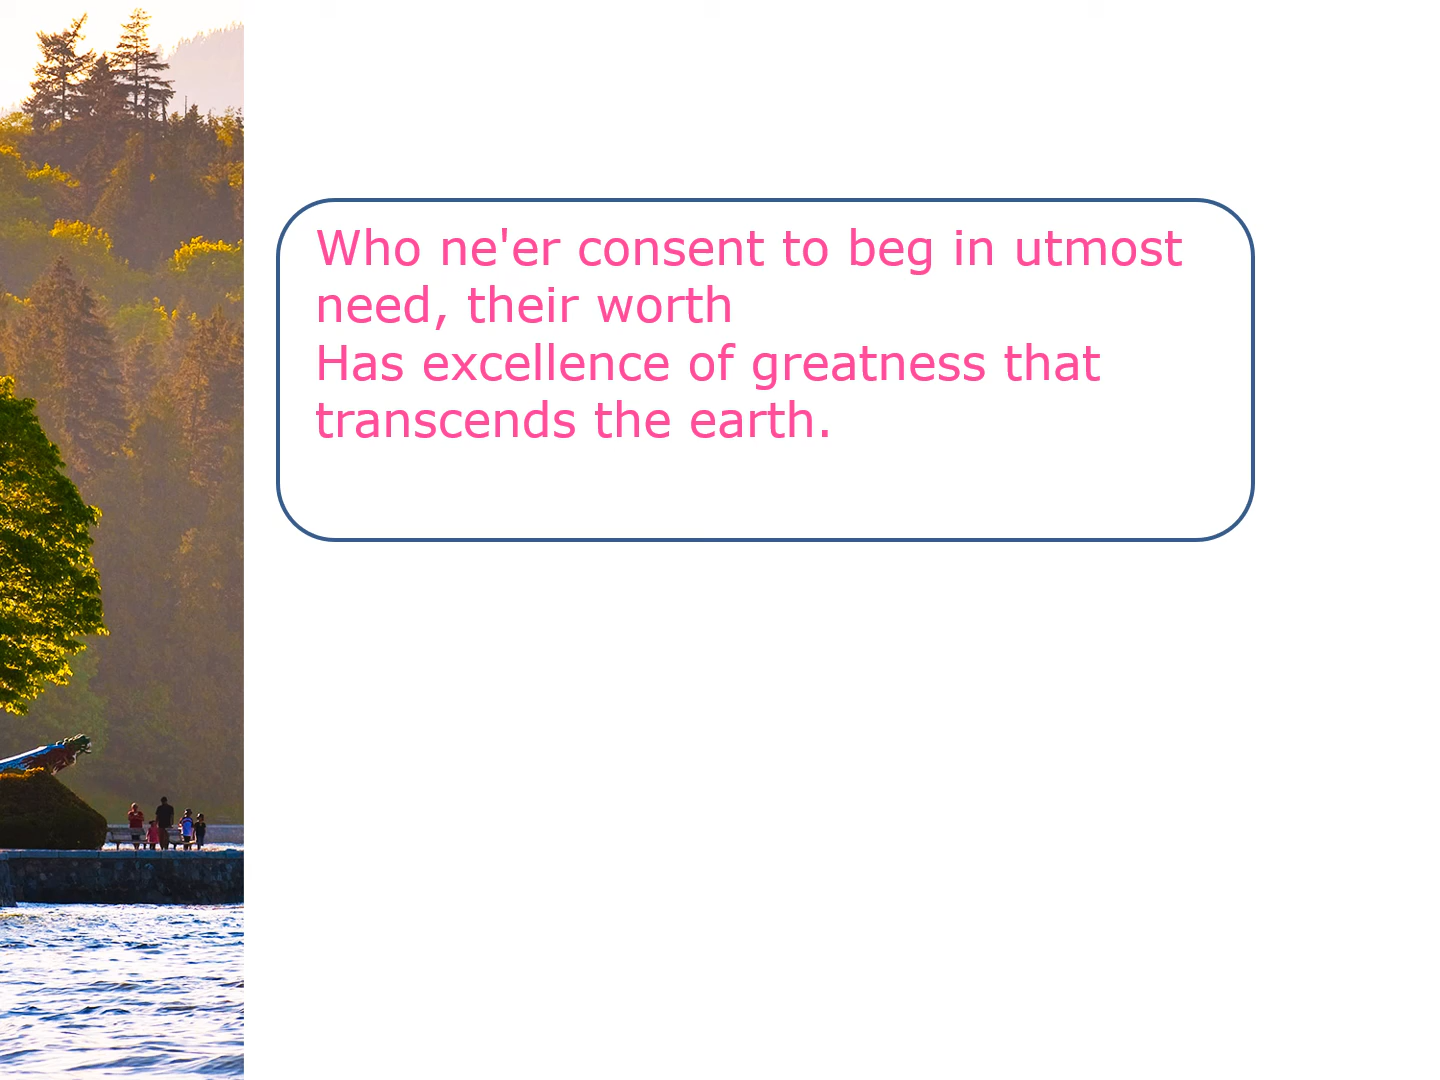 Who ne'er consent to beg in utmost
need, their worth
Has excellence of greatness that
transcends the earth.